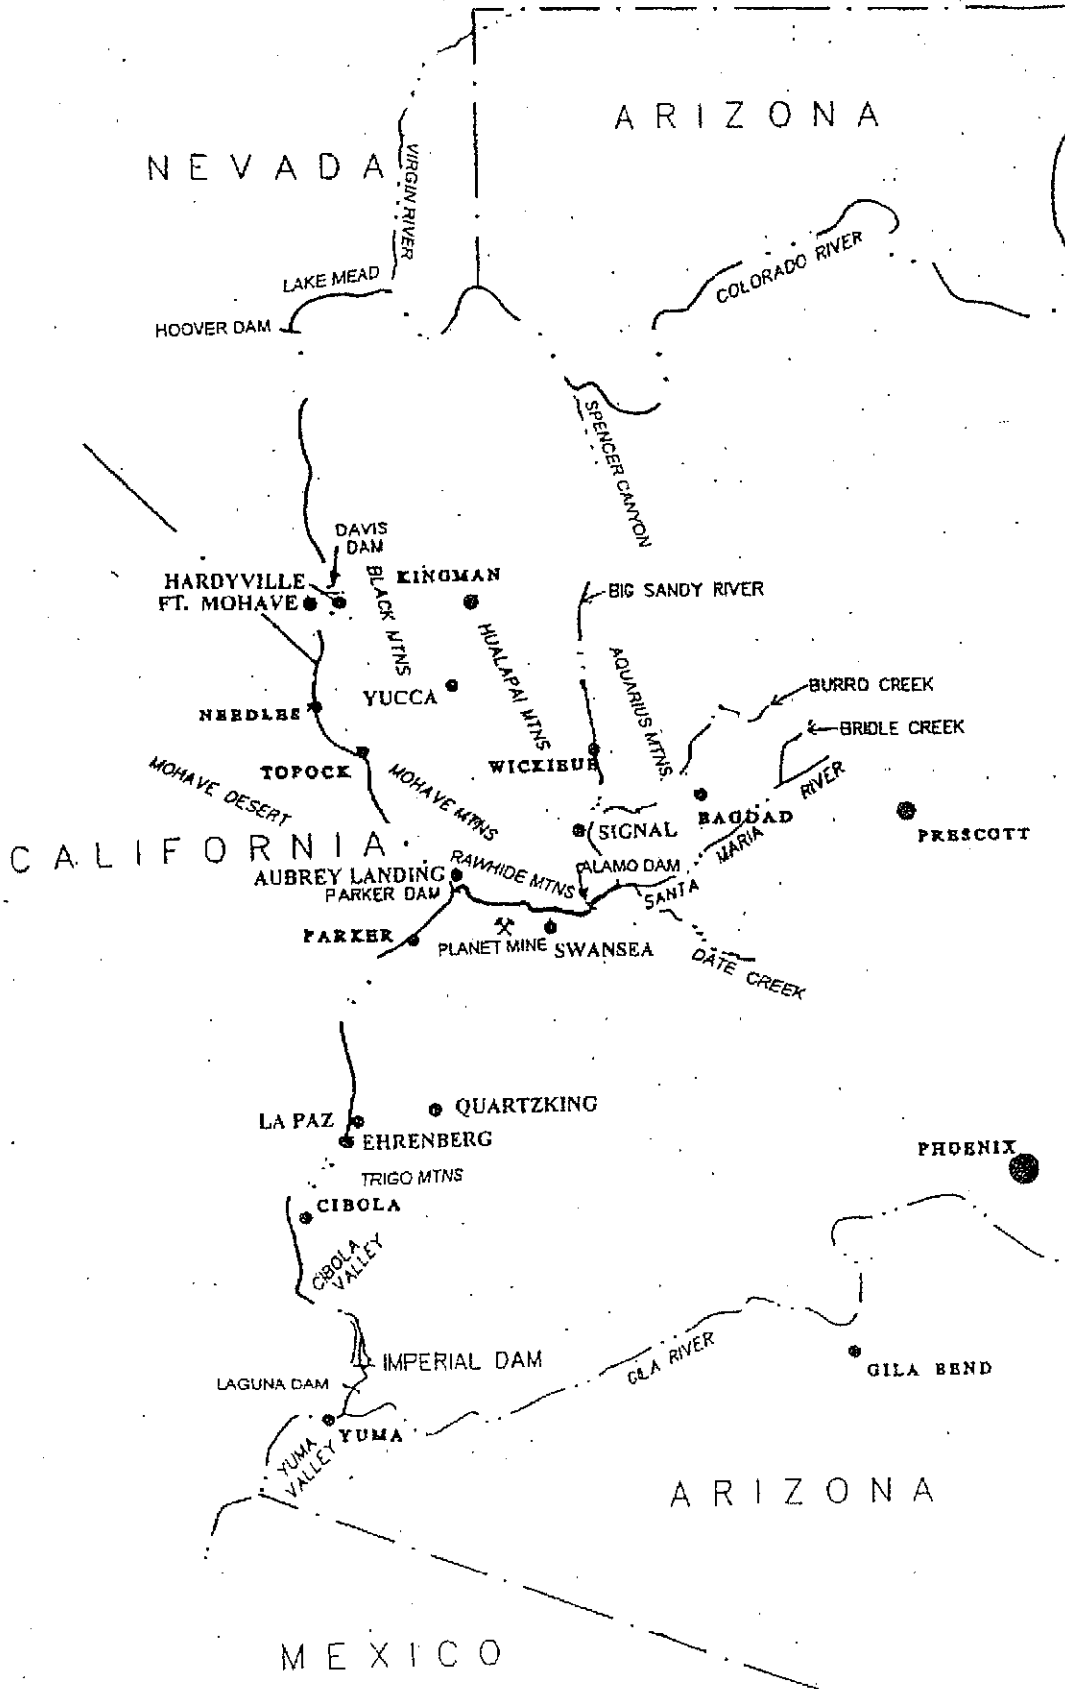 ARIZONA
NEVADA
VIRGIN RIVER
COLORADO RIVER
LAKE MEAD
HOOVER DAM
SPENCER CANYON
DAVIS
DAM
HARDYVILLE
FT. MOHAVE
BLACK MTNS
KINGMAN
BIG SANDY RIVER
HUALAPAI MTNS
AQUARIUS MTNS.
BURRO CREEK
YUCCA
NEEDLES
BRIDLE CREEK
TOPOCK
WICKIEUP
MOHAVE DESERT
MOHAVE MTNS
BAGDAD
SANTA MARIA RIVER
PRESCOTT
SIGNAL
CALIFORNIA
RAWHIDE MTNS
ALAMO DAM
AUBREY LANDING
PARKER DAM
PARKER
PLANET MINE
SWANSEA
DATE CREEK
QUARTZKING
LA PAZ
EHRENBERG
PHOENIX
TRIGO MTNS
CIBOLA
CIBOLA
VALLEY
IMPERIAL DAM
GILA RIVER
GILA BEND
LAGUNA DAM
YUMA
YUMA
VALLEY
ARIZONA
MEXICO